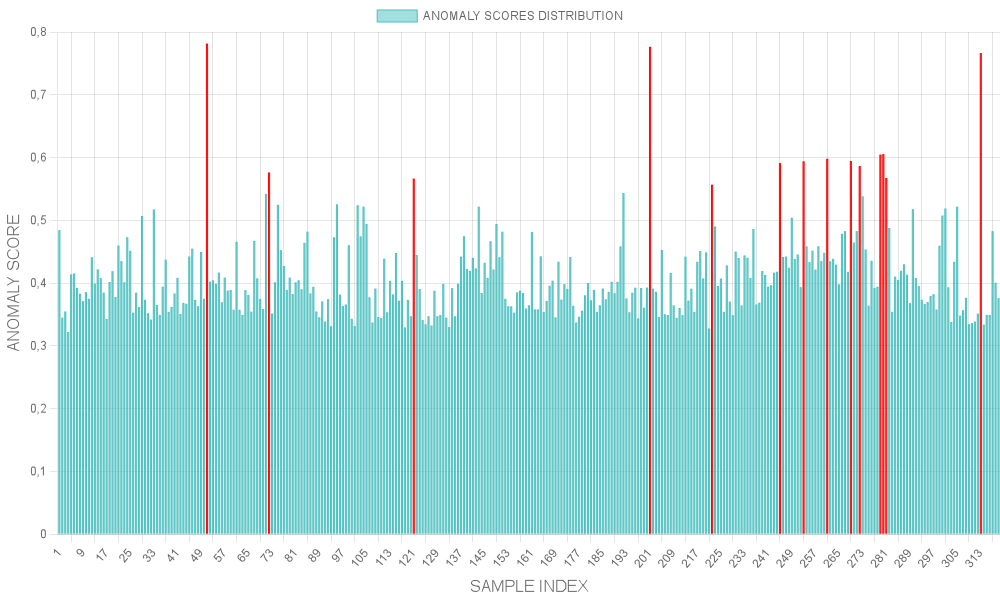 ANOMALY SCORES DISTRIBUTION
ANOMALY SCORE
0,8
0,7
0,6
0,5
0,4
0,3
0,2
0,1
0
1 9 17 25 33 41 49 57 65 73 81 89 97 105 113 121 129 137 145 153 161 169 177 185 193 201 209 217 225 233 241 249 257 265 273 281 289 297 305 313
SAMPLE INDEX